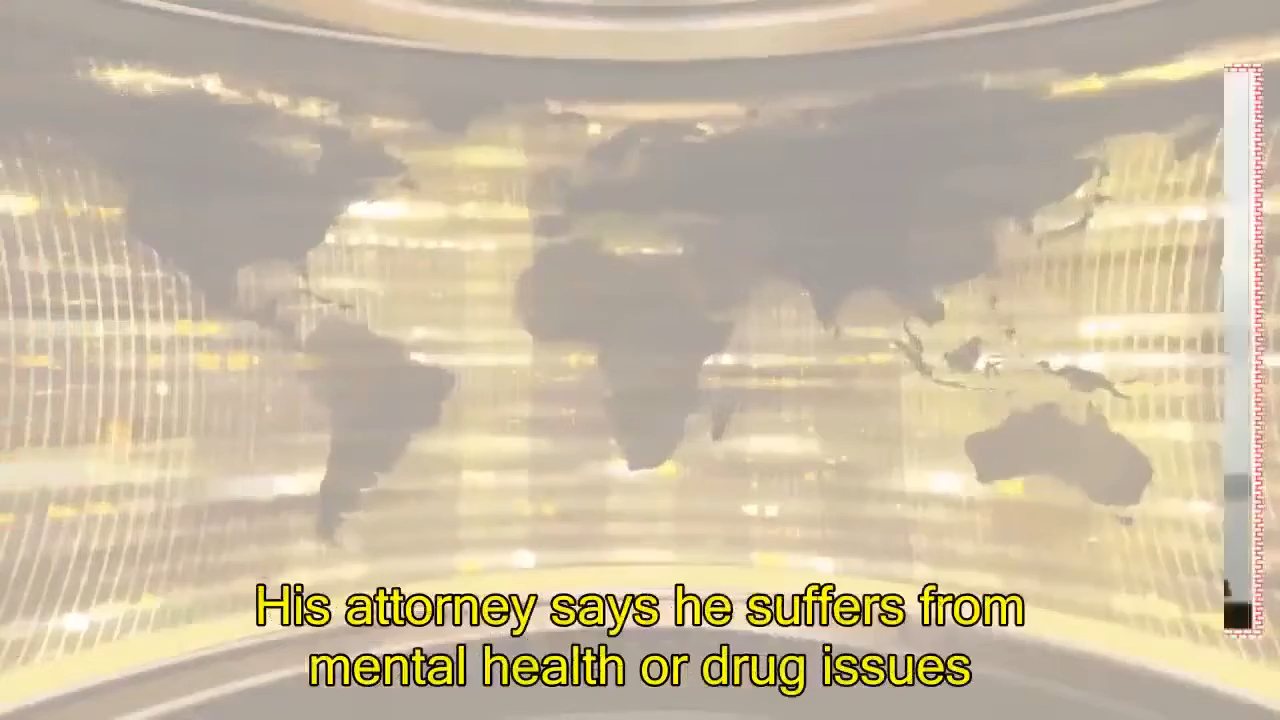 His attorney says he suffers from
mental health or drug issues